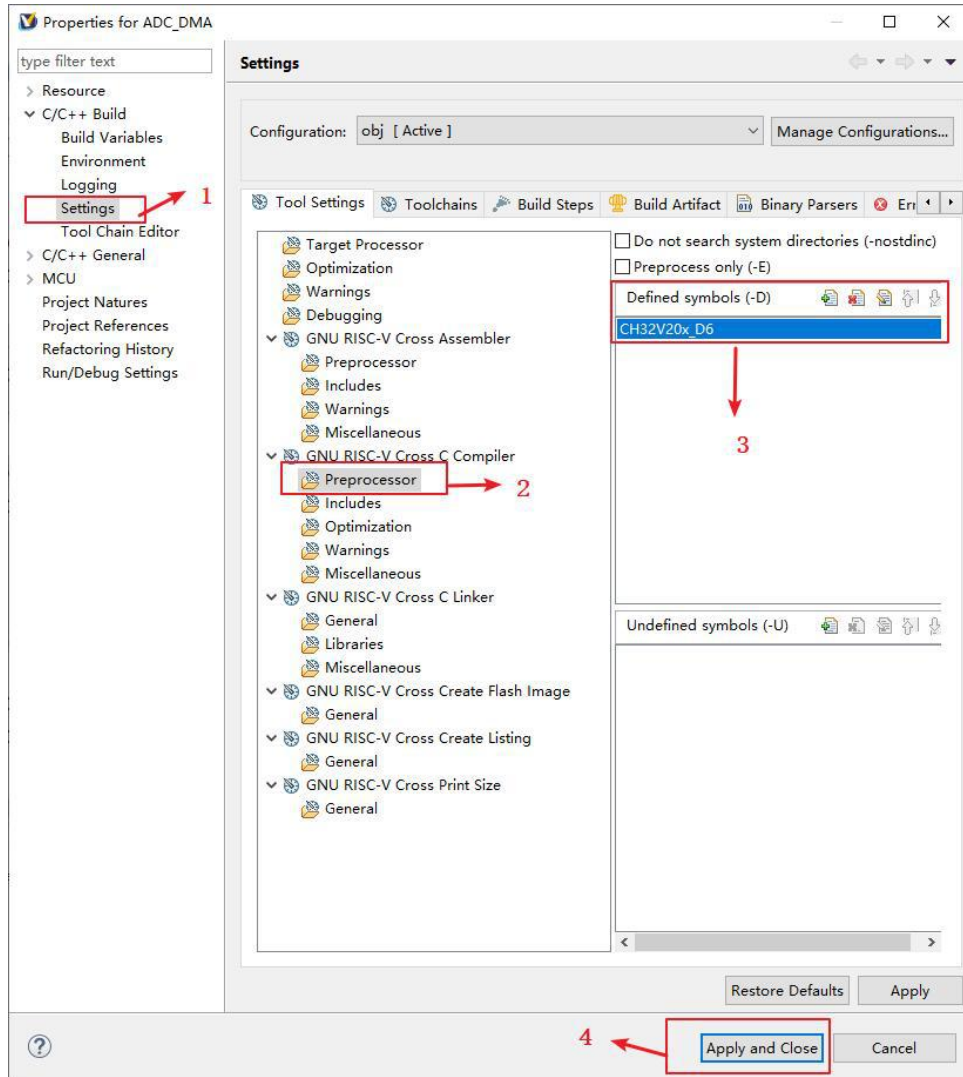 Properties for ADC_DMA
type filter text
Resource
C/C++ Build
Build Variables
Environment
Logging
Settings
Tool Chain Editor
C/C++ General
MCU
Project Natures
Project References
Refactoring History
Run/Debug Settings
1
Settings
Configuration: obj [ Active ]
Manage Configurations...
Tool Settings Toolchains Build Steps Build Artifact Binary Parsers Err
Target Processor
Optimization
Warnings
Debugging
GNU RISC-V Cross Assembler
Preprocessor
Includes
Warnings
Miscellaneous
GNU RISC-V Cross C Compiler
Preprocessor
2
Includes
Optimization
Warnings
Miscellaneous
GNU RISC-V Cross C Linker
General
Libraries
Miscellaneous
GNU RISC-V Cross Create Flash Image
General
GNU RISC-V Cross Create Listing
General
GNU RISC-V Cross Print Size
General
Do not search system directories (-nostdinc)
Preprocess only (-E)
Defined symbols (-D)
CH32V20x_D6
3
Undefined symbols (-U)
Restore Defaults Apply
4
Apply and Close Cancel